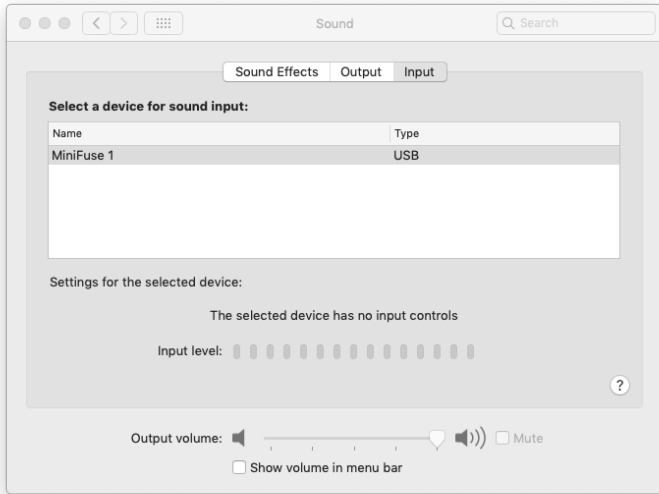 Sound
Search
Sound Effects Output Input
Select a device for sound input:
Name Type
MiniFuse 1 USB
Settings for the selected device:
The selected device has no input controls
Input level:
?
Output volume: Mute
Show volume in menu bar